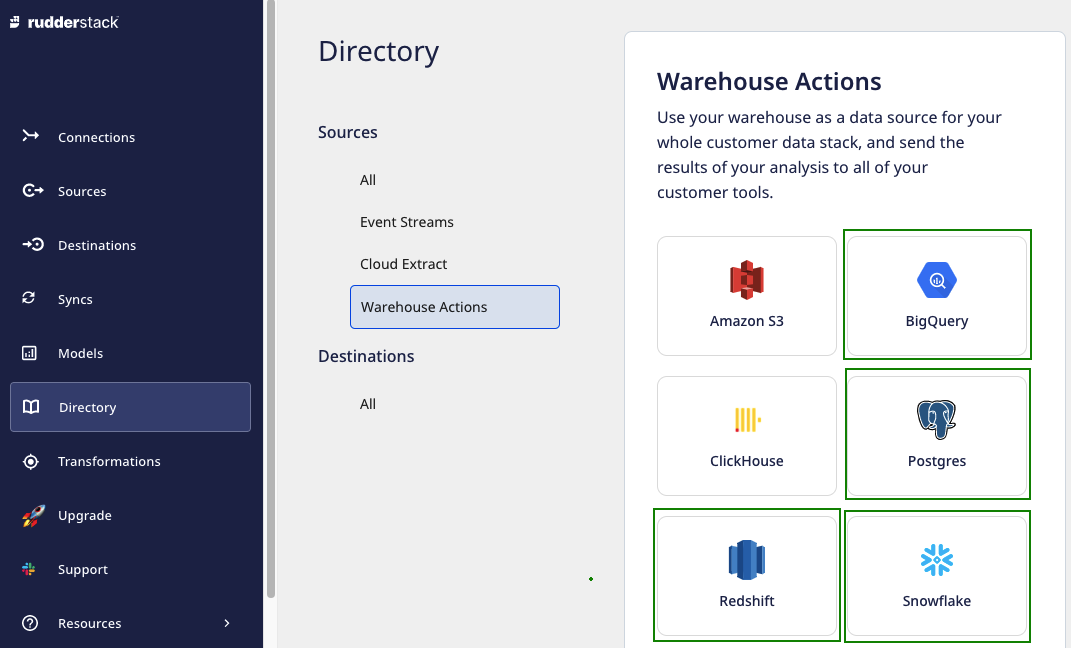 rudderstack
Connections
Sources
Destinations
Syncs
Models
Directory
Transformations
Upgrade
Support
Resources
Directory
Sources
All
Event Streams
Cloud Extract
Warehouse Actions
Destinations
All
Warehouse Actions
Use your warehouse as a data source for your
whole customer data stack, and send the
results of your analysis to all of your
customer tools.
Amazon S3
BigQuery
ClickHouse
Postgres
Redshift
Snowflake